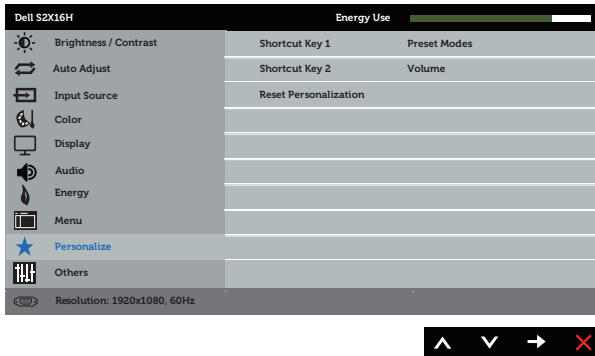 Dell S2X16H Energy Use
Brightness / Contrast Shortcut Key 1 Preset Modes
Auto Adjust Shortcut Key 2 Volume
Input Source Reset Personalization
Color
Display
Audio
Energy
Menu
Personalize
Others
Resolution: 1920x1080, 60Hz